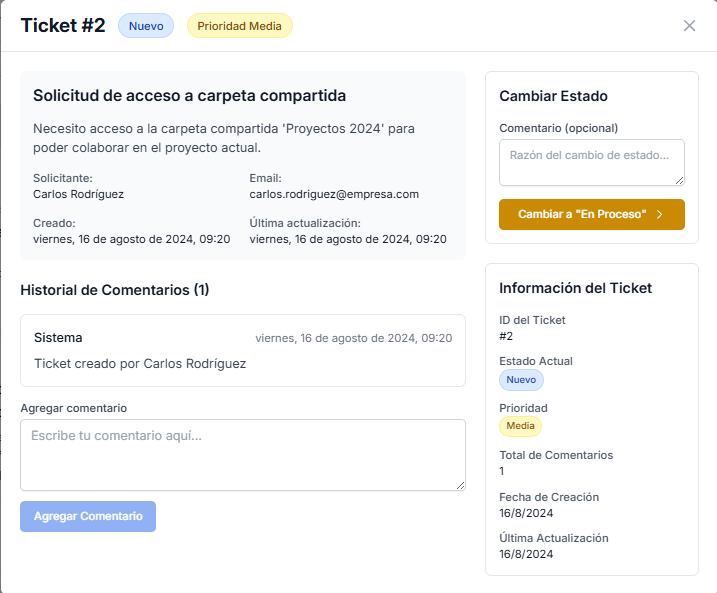 Ticket #2
Nuevo
Prioridad Media
Solicitud de acceso a carpeta compartida
Necesito acceso a la carpeta compartida 'Proyectos 2024' para
poder colaborar en el proyecto actual.
Solicitante:
Carlos Rodríguez
Email:
carlos.rodriguez@empresa.com
Creado:
viernes, 16 de agosto de 2024, 09:20
Última actualización:
viernes, 16 de agosto de 2024, 09:20
Historial de Comentarios (1)
Sistema
viernes, 16 de agosto de 2024, 09:20
Ticket creado por Carlos Rodríguez
Agregar comentario
Escribe tu comentario aquí...
Agregar Comentario
Cambiar Estado
Comentario (opcional)
Razón del cambio de estado...
Cambiar a "En Proceso"
Información del Ticket
ID del Ticket
#2
Estado Actual
Nuevo
Prioridad
Media
Total de Comentarios
1
Fecha de Creación
16/8/2024
Última Actualización
16/8/2024